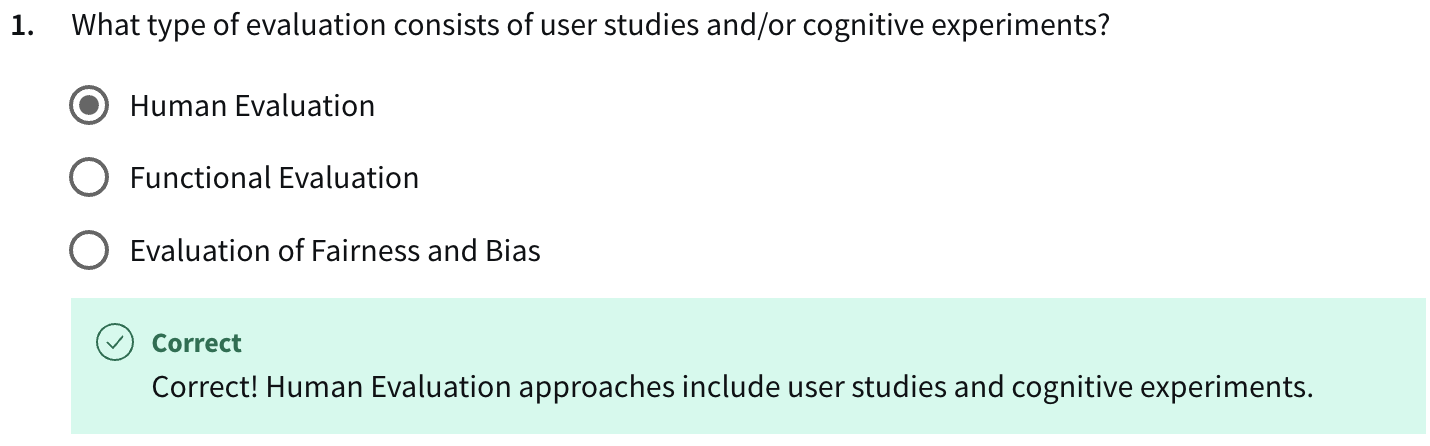 1. What type of evaluation consists of user studies and/or cognitive experiments?
Human Evaluation
Functional Evaluation
Evaluation of Fairness and Bias
Correct
Correct! Human Evaluation approaches include user studies and cognitive experiments.